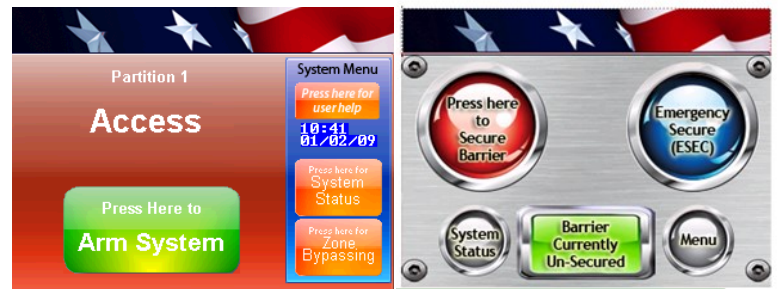 Partition 1
Access
Press Here to
Arm System
System Menu
Press here for
user help
10:41
01/02/09
Press here for
System
Status
Press here for
Zone
Bypassing
Press here
to
Secure
Barrier
Emergency
Secure
(ESEC)
System
Status
Barrier
Currently
Un-Secured
Menu